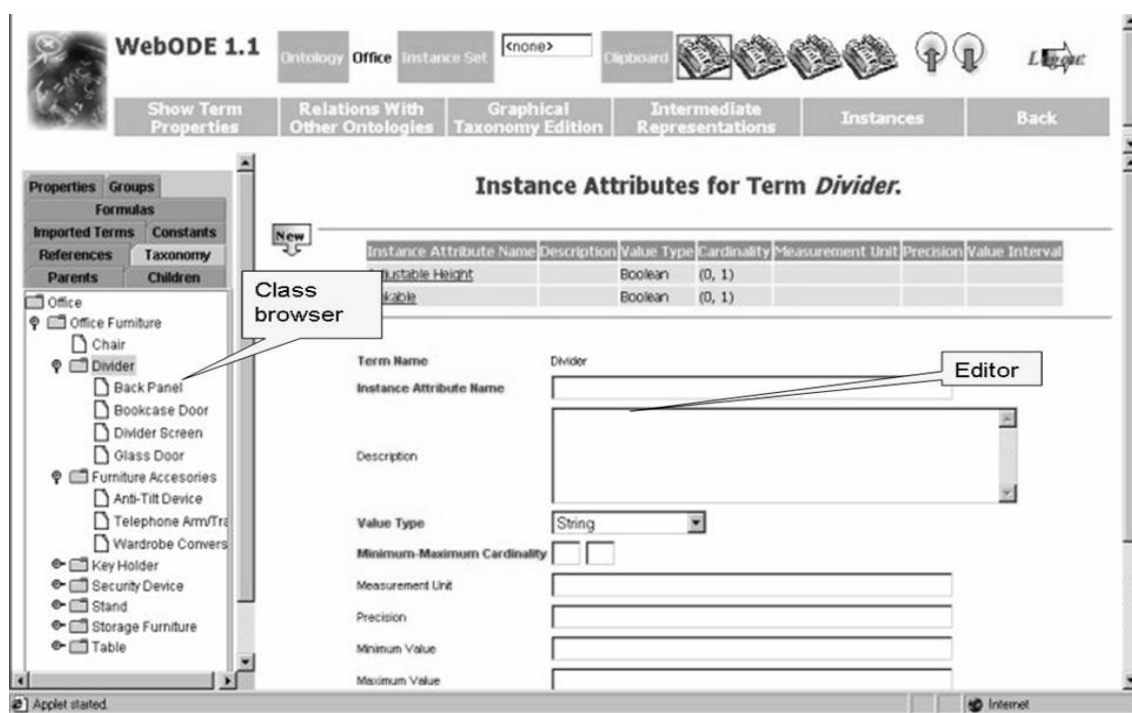 WebODE 1.1
Ontology Office Instance Set <none> Clipboard
Show Term Properties
Relations With Other Ontologies
Graphical Taxonomy Edition
Intermediate Representations
Instances
Back
Properties Groups
Formulas
Imported Terms Constants
References Taxonomy
Parents Children
Office
Office Furniture
Chair
Divider
Back Panel
Bookcase Door
Divider Screen
Glass Door
Furniture Accesories
Anti-Tilt Device
Telephone Arm/Tra
Wardrobe Convers
Key Holder
Security Device
Stand
Storage Furniture
Table
Class browser
Instance Attributes for Term Divider.
New
Instance Attribute Name Description Value Type Cardinality Measurement Unit Precision Value Interval
Height Boolean (0, 1)
Boolean (0, 1)
Term Name Divider
Instance Attribute Name
Editor
Description
Value Type String
Minimum-Maximum Cardinality
Measurement Unit
Precision
Minimum Value
Maximum Value
Applet started.
Internet